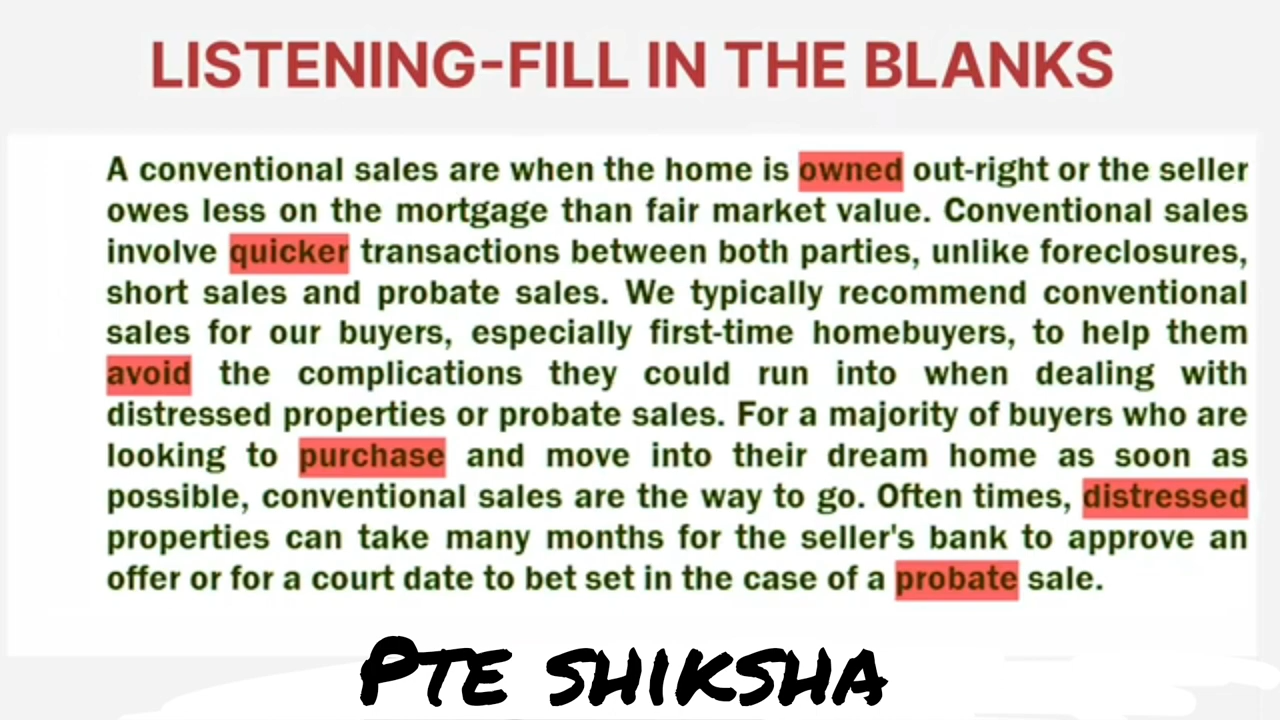 LISTENING-FILL IN THE BLANKS
A conventional sales are when the home is owned out-right or the seller
owes less on the mortgage than fair market value. Conventional sales
involve quicker transactions between both parties, unlike foreclosures,
short sales and probate sales. We typically recommend conventional
sales for our buyers, especially first-time homebuyers, to help them
avoid the complications they could run into when dealing with
distressed properties or probate sales. For a majority of buyers who are
looking to purchase and move into their dream home as soon as
possible, conventional sales are the way to go. Often times, distressed
properties can take many months for the seller's bank to approve an
offer or for a court date to bet set in the case of a probate sale.
PTE SHIKSHA